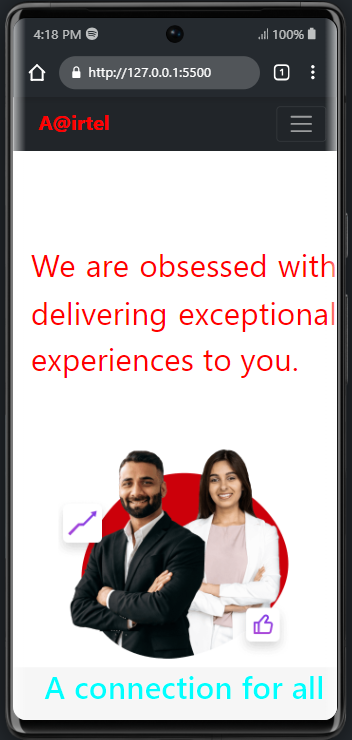 4:18 PM 100%
http://127.0.0.1:5500 1
A@irtel
We are obsessed with
delivering exceptional
experiences to you.
A connection for all